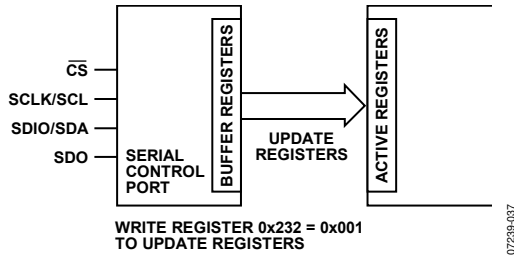 CS
SCLK/SCL
SDIO/SDA
SDO
SERIAL
CONTROL
PORT
BUFFER REGISTERS
UPDATE
REGISTERS
ACTIVE REGISTERS
WRITE REGISTER 0x232 = 0x001
TO UPDATE REGISTERS
07239-037